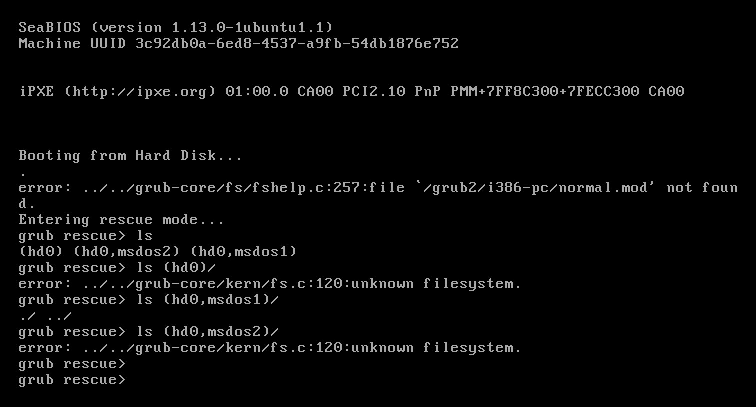 SeaBIOS (version 1.13.0-1ubuntu1.1)
Machine UUID 3c92db0a-6ed8-4537-a9fb-54db1876e752
iPXE (http://ipxe.org) 01:00.0 CA00 PCI2.10 PnP PMM+7FF8C300+7FECC300 CA00
Booting from Hard Disk...
.
error: ../../grub-core/fs/fshelp.c:257:file `/grub2/i386-pc/normal.mod' not foun
d.
Entering rescue mode...
grub rescue> ls
(hd0) (hd0,msdos2) (hd0,msdos1)
grub rescue> ls (hd0)/
error: ../../grub-core/kern/fs.c:120:unknown filesystem.
grub rescue> ls (hd0,msdos1)/
./ ../
grub rescue> ls (hd0,msdos2)/
error: ../../grub-core/kern/fs.c:120:unknown filesystem.
grub rescue>
grub rescue>